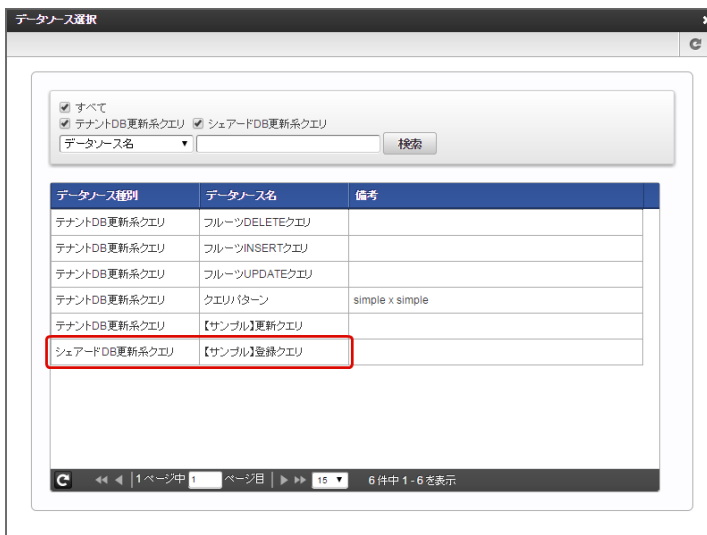 データソース選択
すべて
テナントDB更新系クエリ シェアードDB更新系クエリ
データソース名 検索
データソース種別 データソース名 備考
テナントDB更新系クエリ フルーツDELETEクエリ
テナントDB更新系クエリ フルーツINSERTクエリ
テナントDB更新系クエリ フルーツUPDATEクエリ
テナントDB更新系クエリ クエリパターン simple x simple
テナントDB更新系クエリ 【サンプル】更新クエリ
シェアードDB更新系クエリ 【サンプル】登録クエリ
1 ページ中 1 ページ目 15 6 件中 1 - 6 を表示